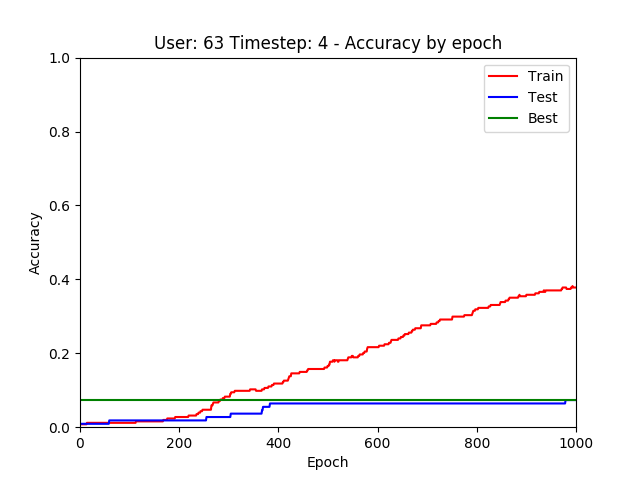 User: 63 Timestep: 4 - Accuracy by epoch
1.0
Train
Test
Best
0.8
0.6
Accuracy
0.4
0.2
0.0
0 200 400 600 800 1000
Epoch